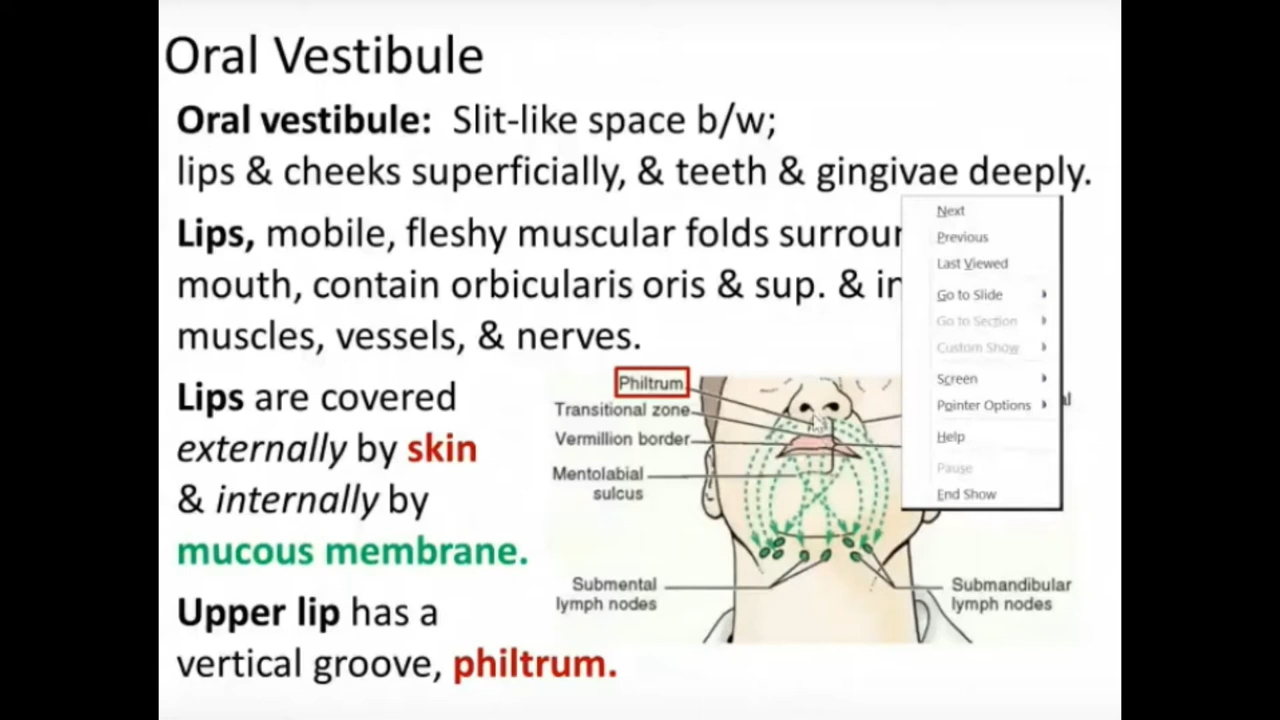 Oral Vestibule
Oral vestibule: Slit-like space b/w;
lips & cheeks superficially, & teeth & gingivae deeply.
Lips, mobile, fleshy muscular folds
mouth, contain orbicularis oris & sup. &
muscles, vessels, & nerves.
Lips are covered
externally by skin
& internally by
mucous membrane.
Upper lip has a
vertical groove, philtrum.
Philtrum
Transitional zone
Vermillion border
Mentolabial
sulcus
Submental
lymph nodes
Submandibular
lymph nodes
Next
Previous
Last Viewed
Go to Slide
Go to Section
Custom Show
Screen
Pointer Options
Help
Pause
End Show